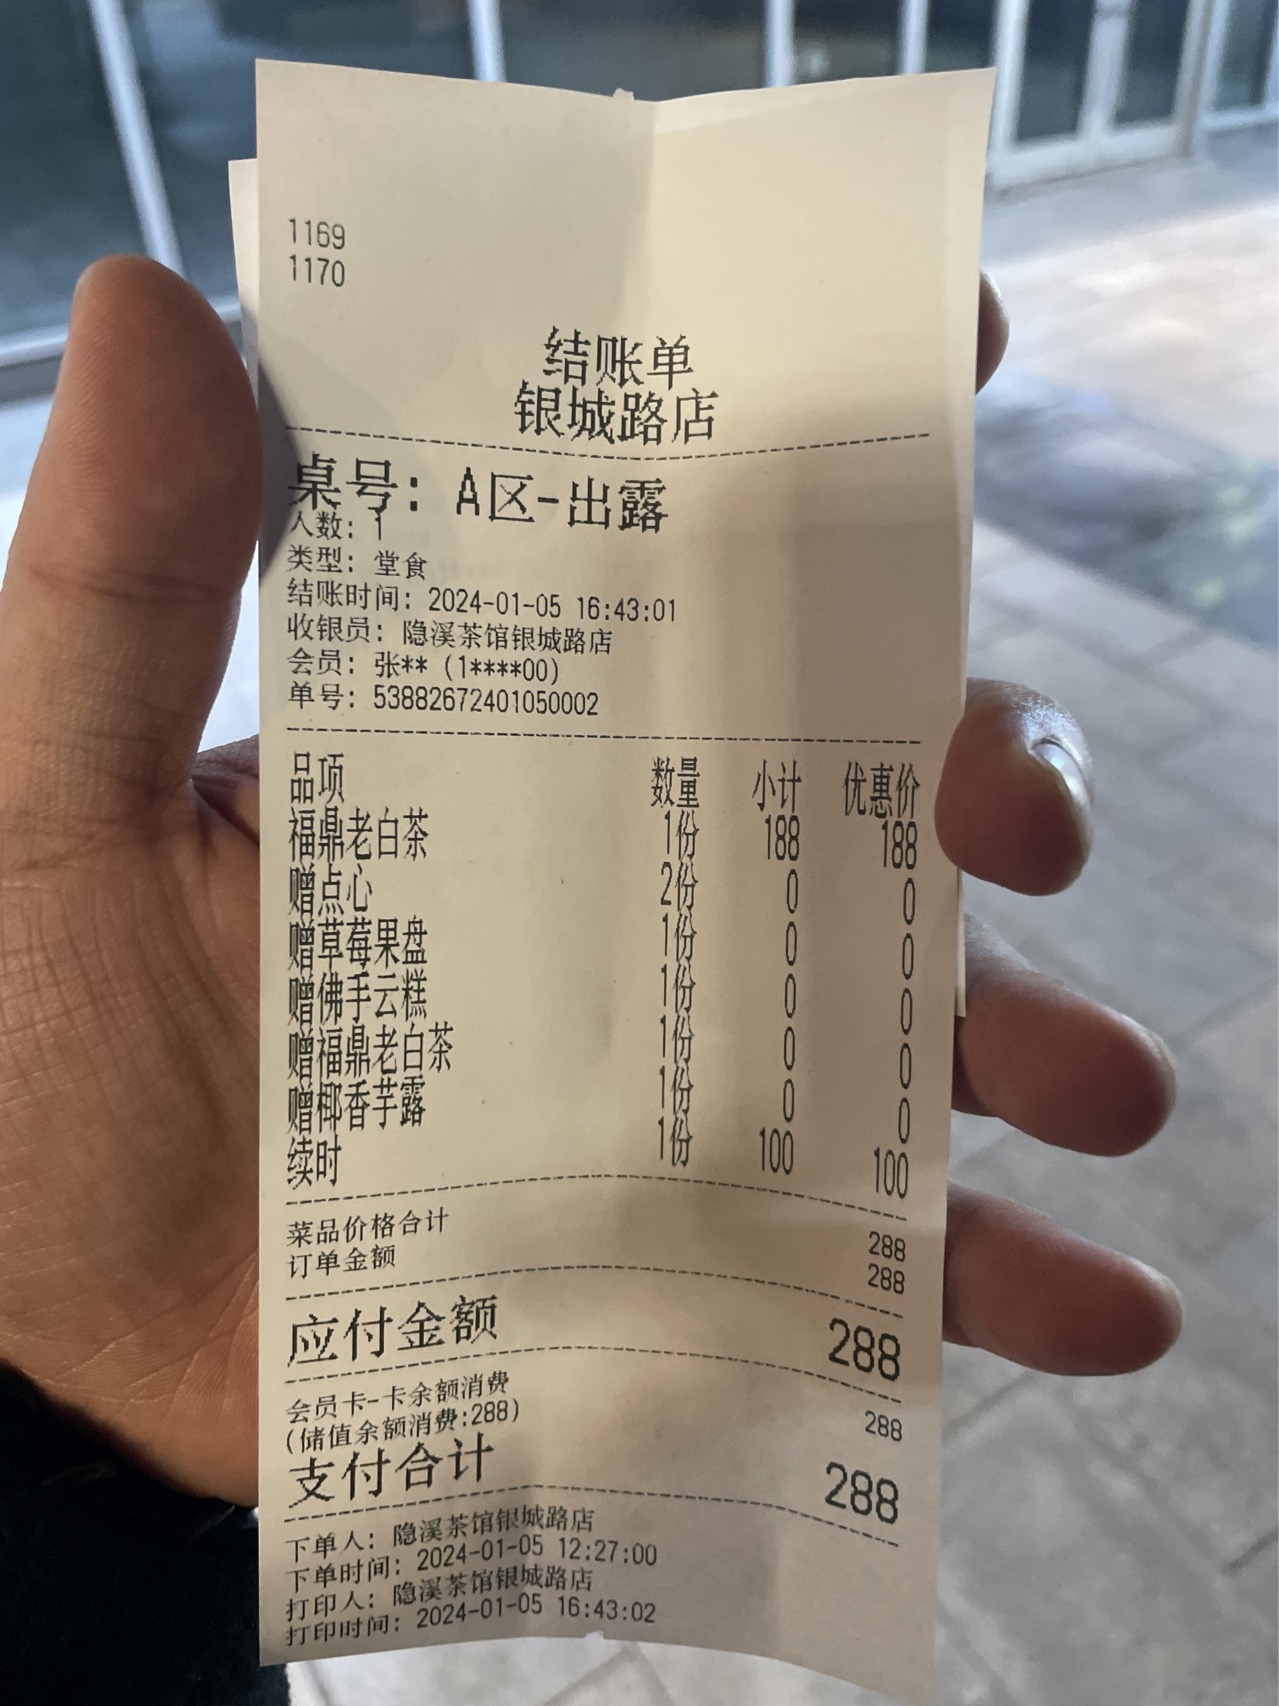 1169
1170
结账单
银城路店
桌号: A区-出露
人数: 1
类型: 堂食
结账时间: 2024-01-05 16:43:01
收银员: 隐溪茶馆银城路店
会员: 张** (1****00)
单号: 53882672401050002
品项 数量 小计 优惠价
福鼎老白茶 1份 188 188
赠点心 2份 0 0
赠草莓果盘 1份 0 0
赠佛手云糕 1份 0 0
赠福鼎老白茶 1份 0 0
赠椰香芋露 1份 0 0
续时 1份 100 100
菜品价格合计 288
订单金额 288
应付金额 288
会员卡-卡余额消费 288
(储值余额消费:288)
支付合计 288
下单人: 隐溪茶馆银城路店
下单时间: 2024-01-05 12:27:00
打印人: 隐溪茶馆银城路店
打印时间: 2024-01-05 16:43:02